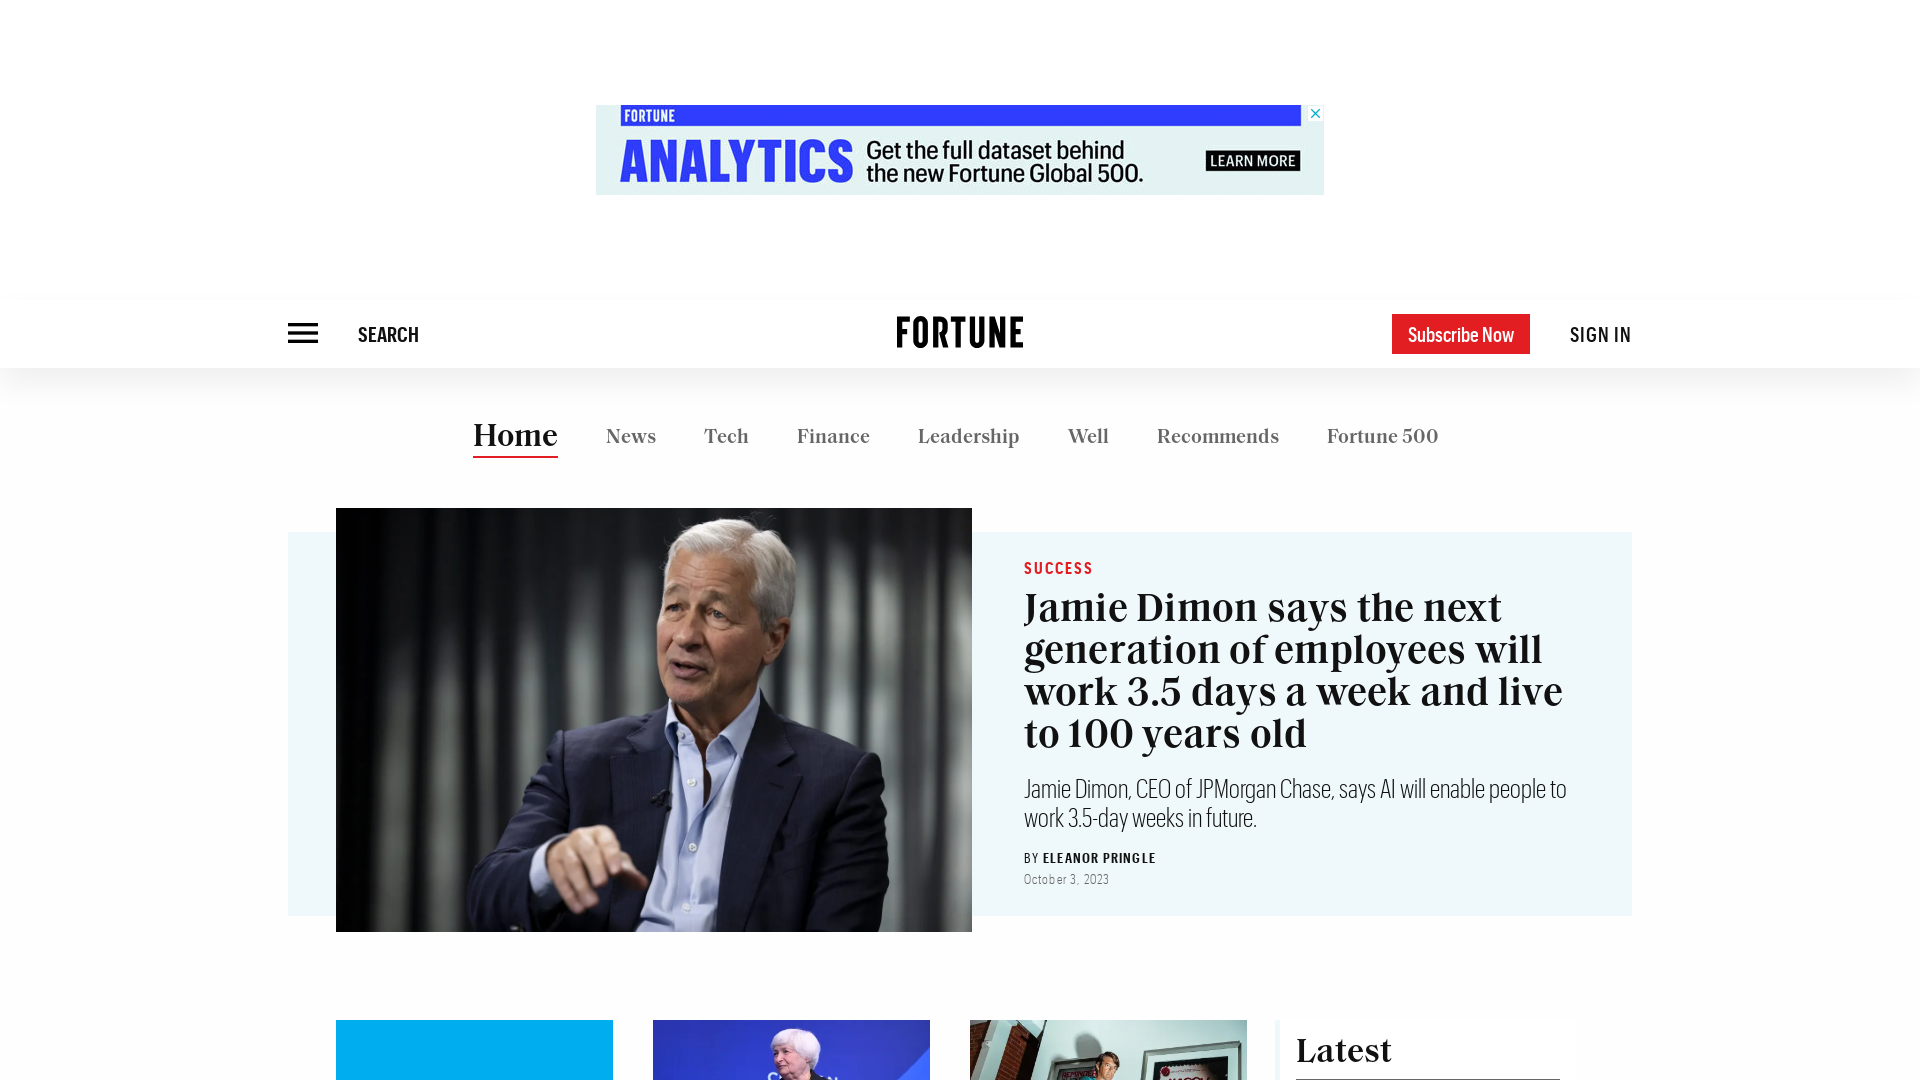 FORTUNE
ANALYTICS
Get the full dataset behind
the new Fortune Global 500.
LEARN MORE
SEARCH
FORTUNE
Subscribe Now
SIGN IN
Home
News
Tech
Finance
Leadership
Well
Recommends
Fortune 500
SUCCESS
Jamie Dimon says the next
generation of employees will
work 3.5 days a week and live
to 100 years old
Jamie Dimon, CEO of JPMorgan Chase, says AI will enable people to
work 3.5-day weeks in future.
BY ELEANOR PRINGLE
October 3, 2023
Latest